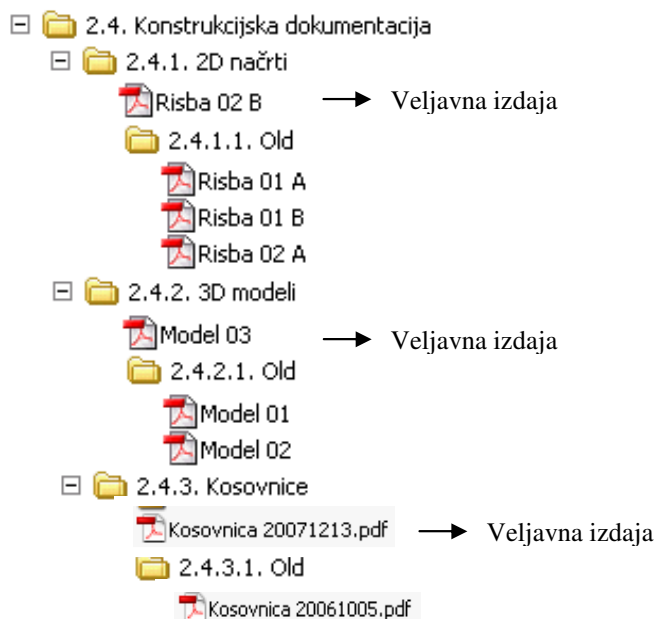 2.4. Konstrukcijska dokumentacija
2.4.1. 2D načrti
Risba 02 B Veljavna izdaja
2.4.1.1. Old
Risba 01 A
Risba 01 B
Risba 02 A
2.4.2. 3D modeli
Model 03 Veljavna izdaja
2.4.2.1. Old
Model 01
Model 02
2.4.3. Kosovnice
Kosovnica 20071213.pdf Veljavna izdaja
2.4.3.1. Old
Kosovnica 20061005.pdf